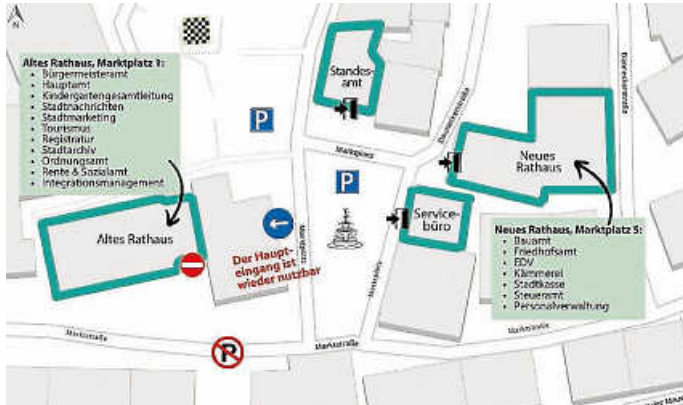 N
Altes Rathaus, Marktplatz 1:
• Bürgermeisteramt
• Hauptamt
• Kindergartengesamtleitung
• Stadtnachrichten
• Stadtmarketing
• Tourismus
• Registratur
• Stadtarchiv
• Ordnungsamt
• Rente & Sozialamt
• Integrationsmanagement
Standes-
amt
P
Marktplatz
P
Neues
Rathaus
Service-
büro
Altes Rathaus
Der Haupt-
eingang ist
wieder nutzbar
Marktplatz
Marktplatz
Neues Rathaus, Marktplatz 5:
• Bauamt
• Friedhofsamt
• EDV
• Kämmerei
• Stadtkasse
• Steueramt
• Personalverwaltung
Marktstraße
P
Marktstraße
Marktstraße